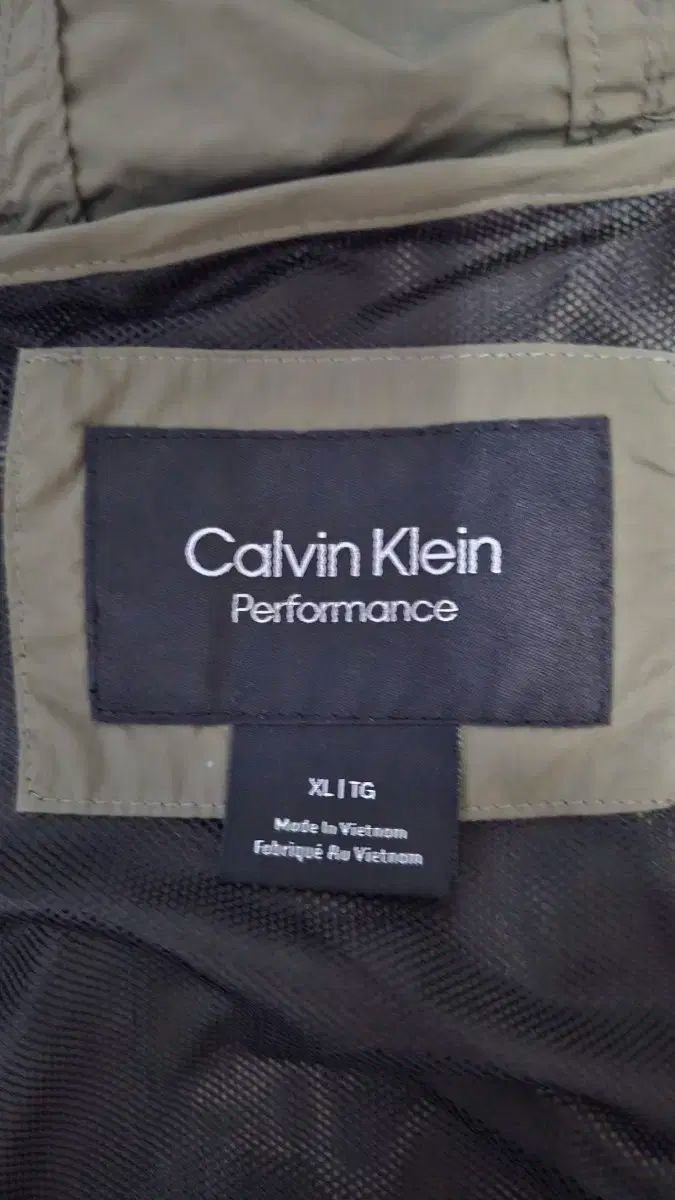 Calvin Klein
Performance
XL | TG
Made In Vietnam
Fabriqué Au Vietnam